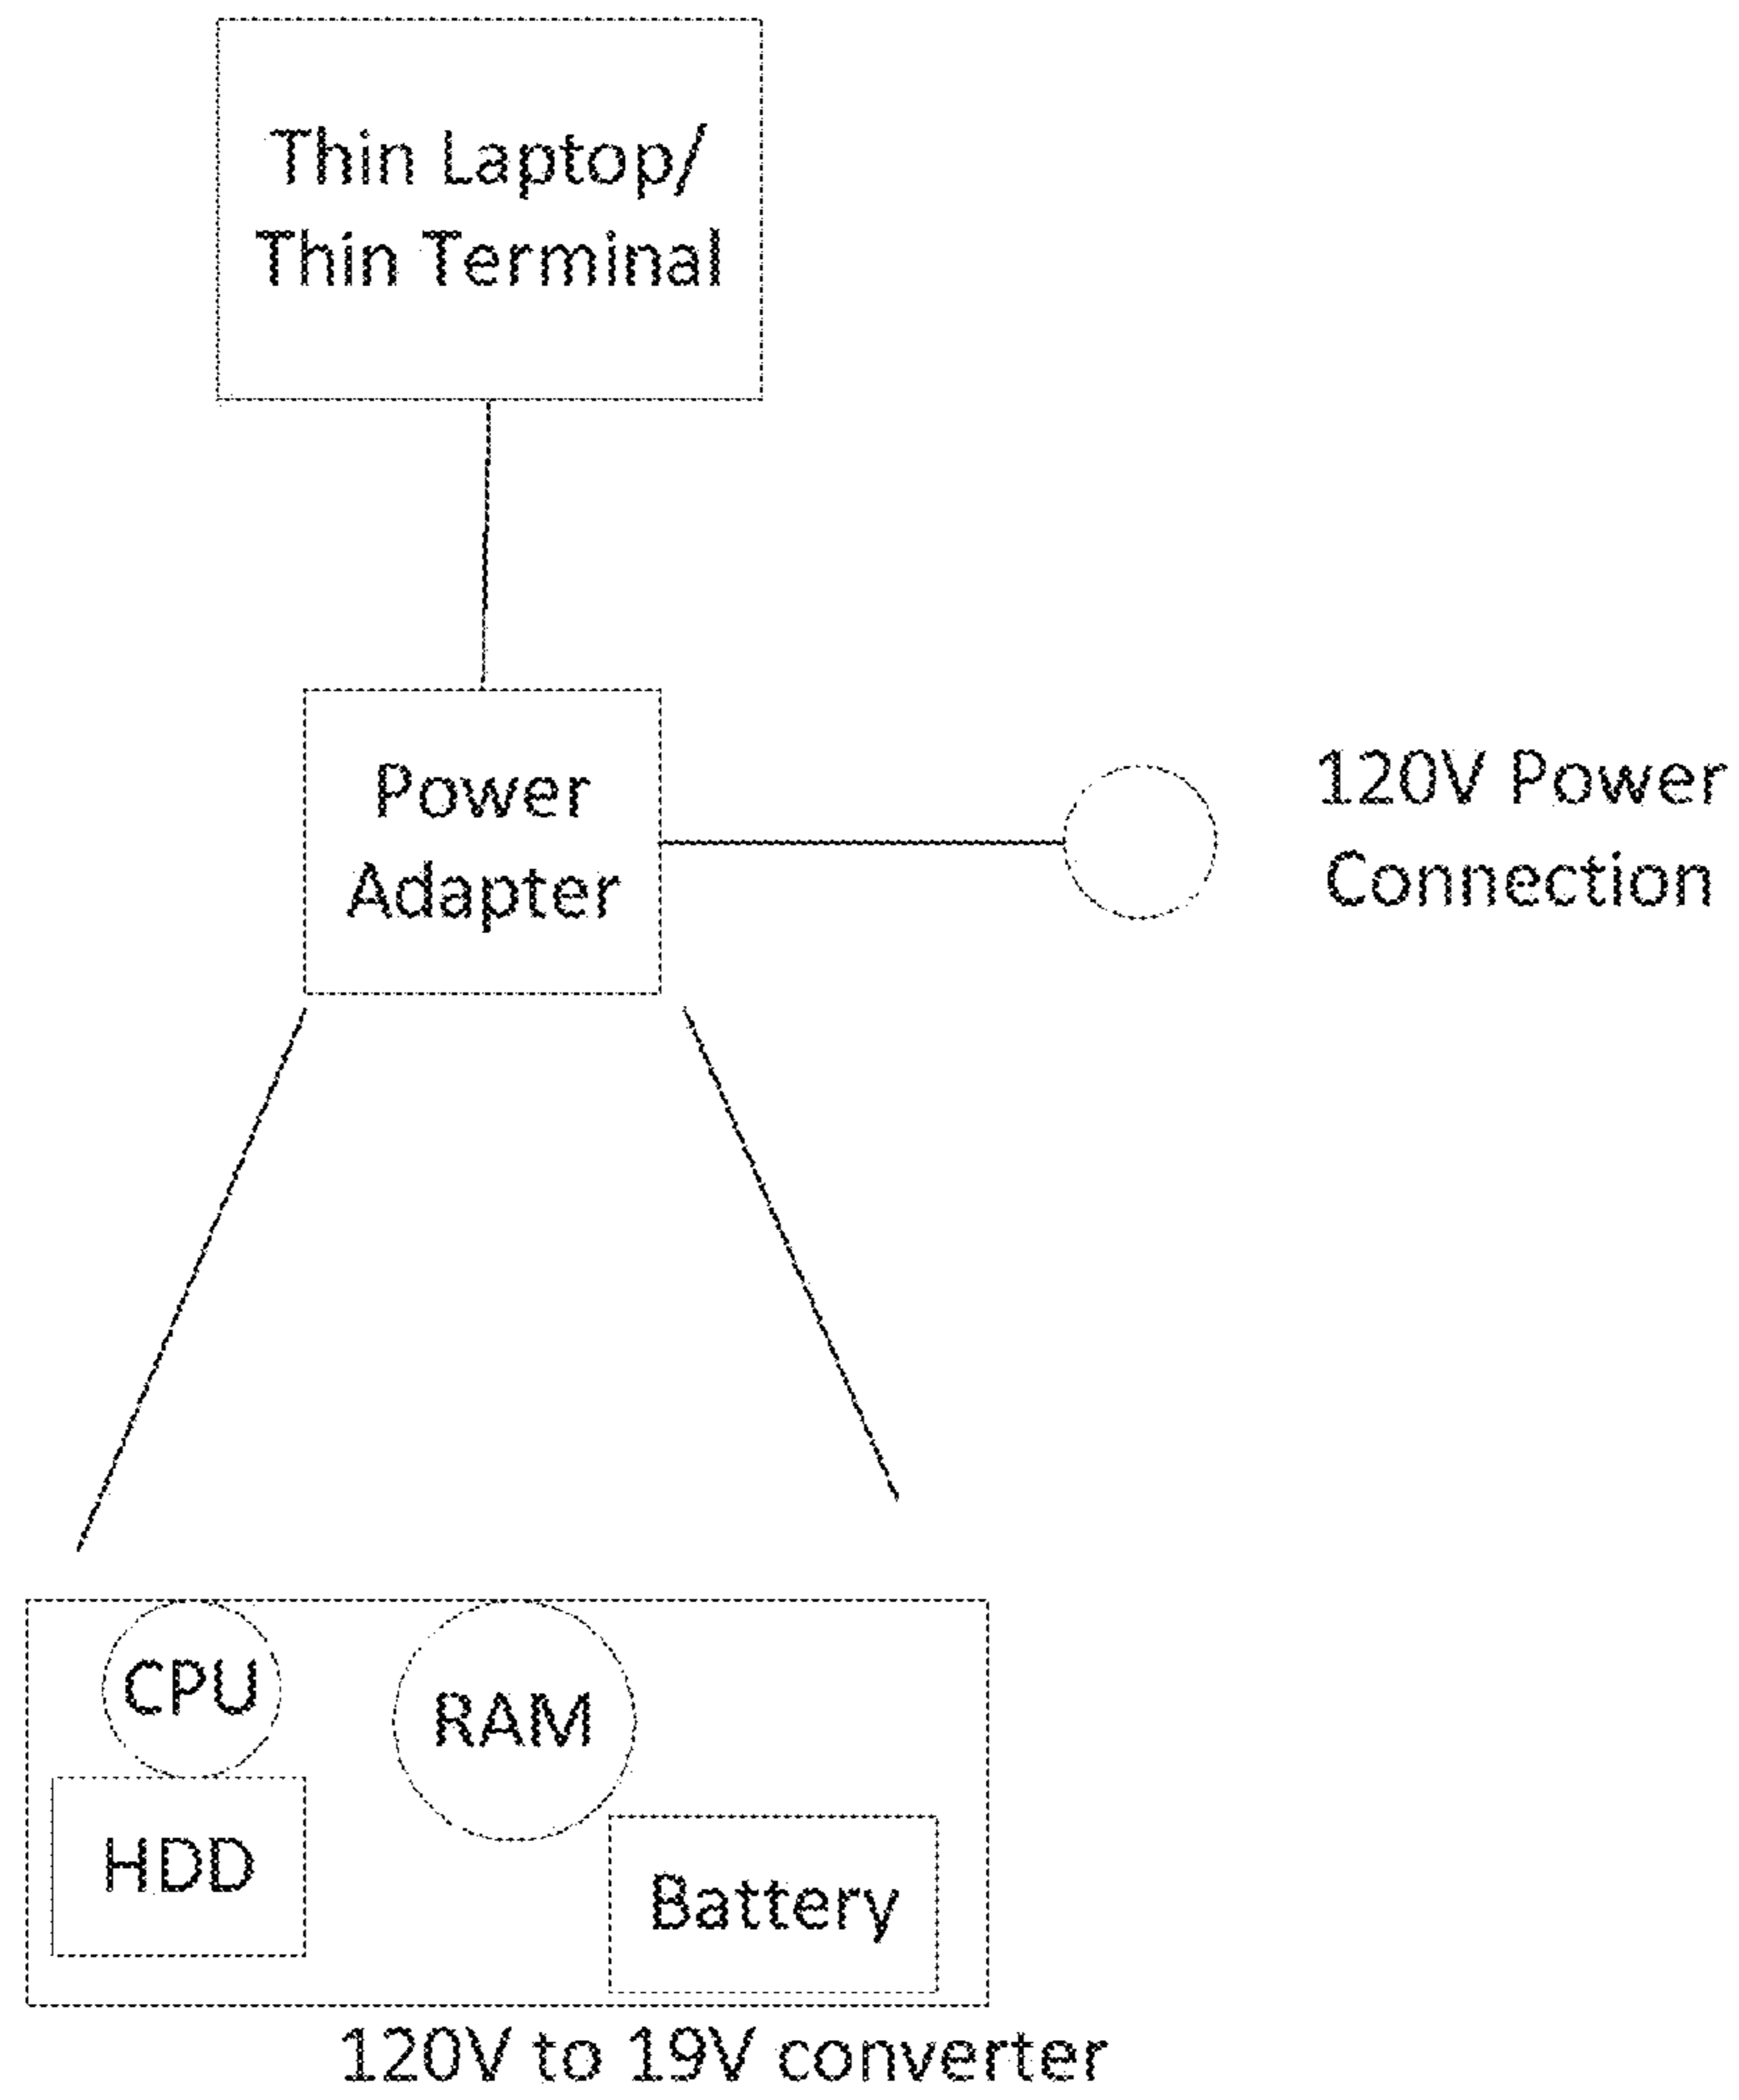 Thin Laptop/
Thin Terminal
Power
Adapter
120V Power
Connection
CPU
RAM
HDD
Battery
120V to 19V converter